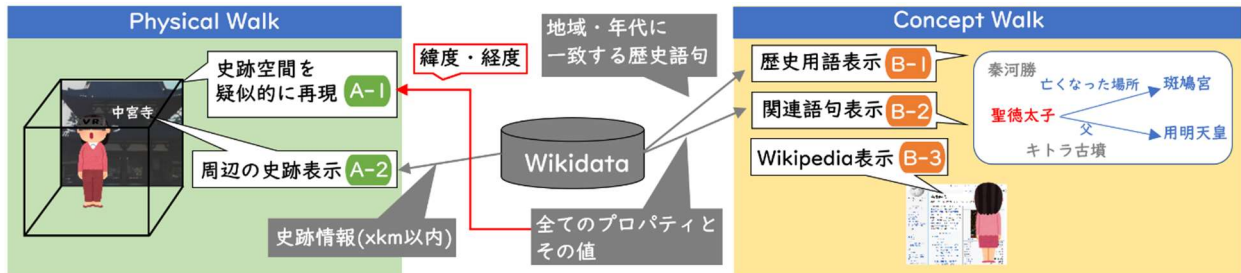 Physical Walk
史跡空間を
疑似的に再現 A-1
中宮寺
VR
周辺の史跡表示 A-2
緯度・経度
史跡情報(xkm以内)
地域・年代に
一致する歴史語句
Wikidata
全てのプロパティと
その値
Concept Walk
歴史用語表示 B-1
関連語句表示 B-2
Wikipedia表示 B-3
秦河勝
亡くなった場所
斑鳩宮
聖徳太子
父
用明天皇
キトラ古墳